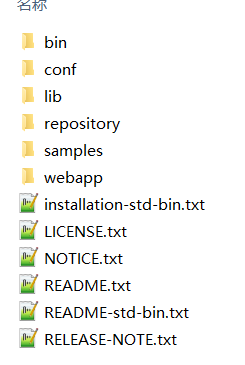 名称
bin
conf
lib
repository
samples
webapp
installation-std-bin.txt
LICENSE.txt
NOTICE.txt
README.txt
README-std-bin.txt
RELEASE-NOTE.txt